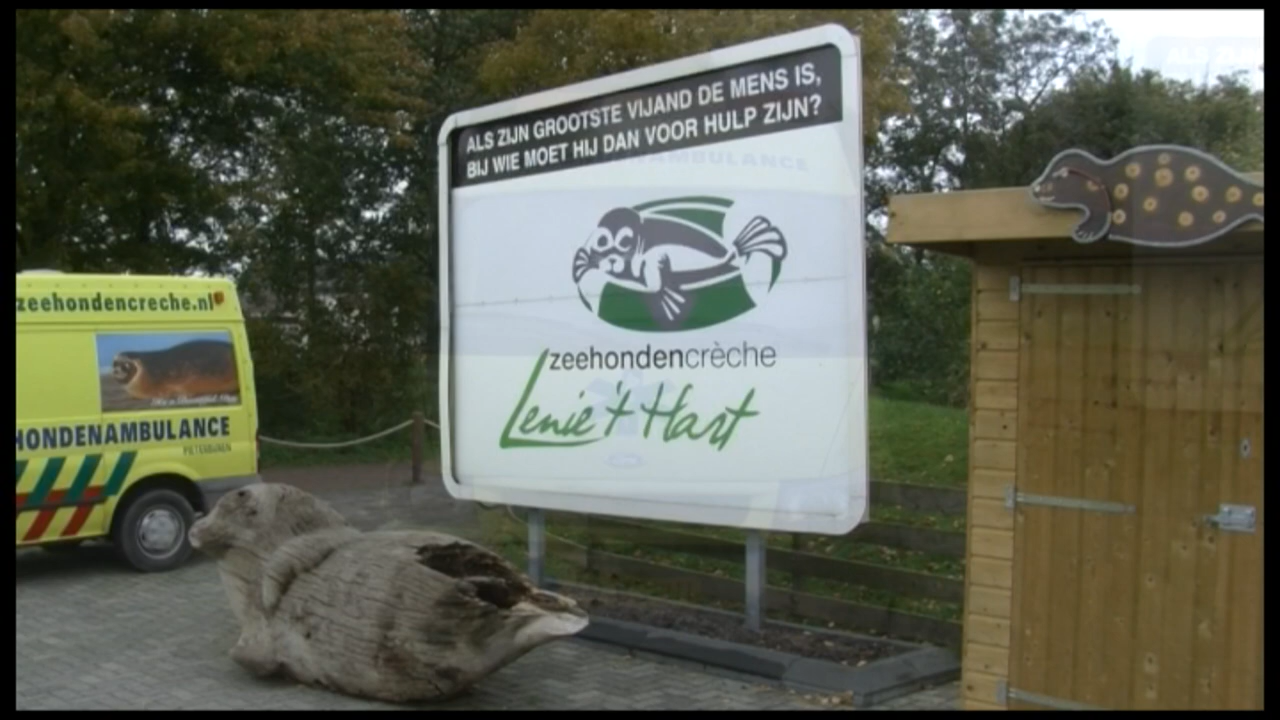 ALS ZIJN GROOTSTE VIJAND DE MENS IS,
BIJ WIE MOET HIJ DAN VOOR HULP ZIJN?
zeehondencrèche
Lenie 't Hart
zeehondencreche.nl
HONDENAMBULANCE
PIETERBUREN